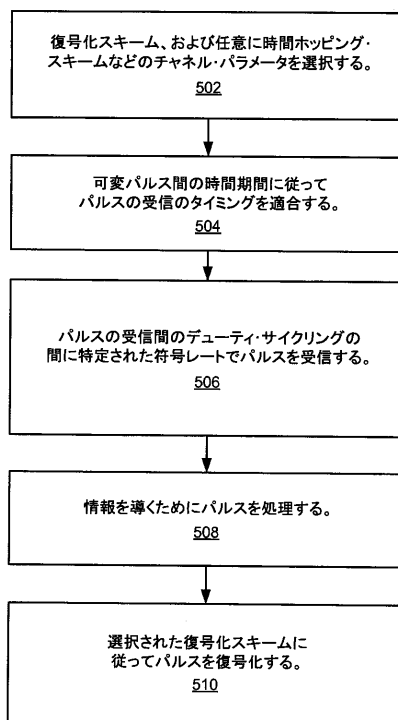 復号化スキーム、および任意に時間ホッピング・
スキームなどのチャネル・パラメータを選択する。
502
可変パルス間の時間期間に従って
パルスの受信のタイミングを適合する。
504
パルスの受信間のデューティ・サイクリングの
間に特定された符号レートでパルスを受信する。
506
情報を導くためにパルスを処理する。
508
選択された復号化スキームに
従ってパルスを復号化する。
510